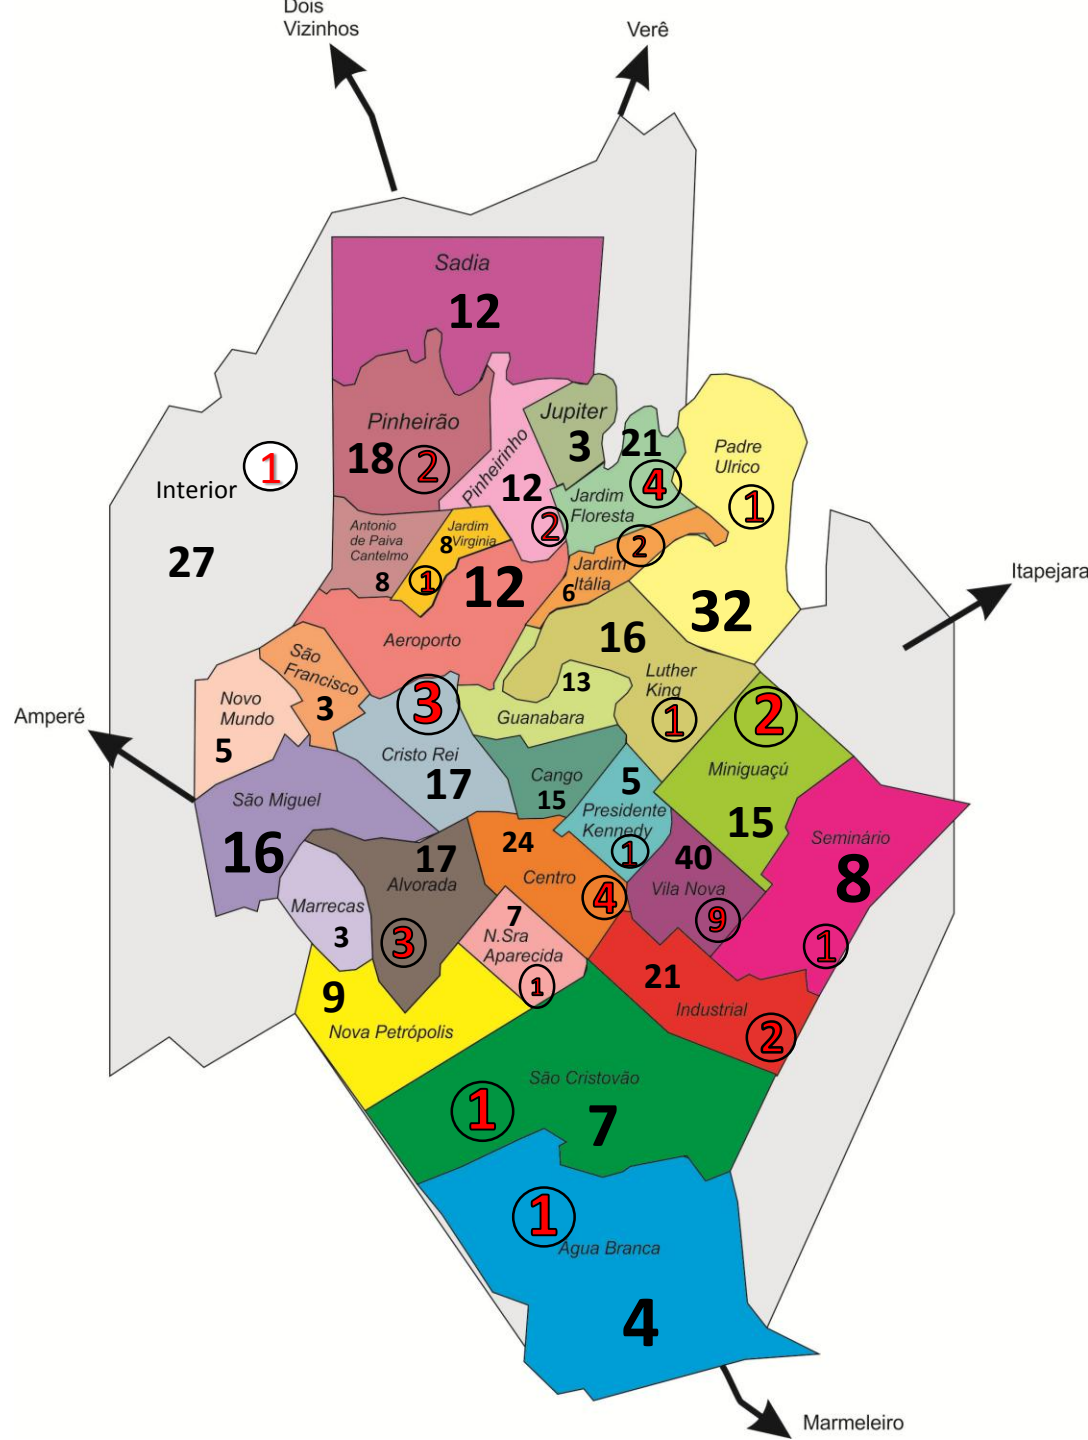 Dois
Vizinhos
Verê
Sadia
12
Pinheirão
18
2
Pinheirinho
12
2
Jupiter
3
21
4
Jardim
Floresta
Padre
Ulrico
1
32
Interior
1
27
Antonio
de Paiva
Cantelmo
8
Jardim
Virginia
8
1
12
Aeroporto
2
Jardim
Itália
6
Itapejara
16
Luther
King
1
13
Guanabara
São
Francisco
3
Novo
Mundo
5
Amperé
3
Cristo Rei
17
Cango
15
5
Presidente
Kennedy
1
2
Miniguaçú
15
Seminário
8
1
São Miguel
16
17
Alvorada
3
24
Centro
4
40
Vila Nova
9
Marrecas
3
7
N.Sra
Aparecida
1
21
Industrial
2
9
Nova Petrópolis
São Cristovão
1
7
1
Agua Branca
4
Marmeleiro